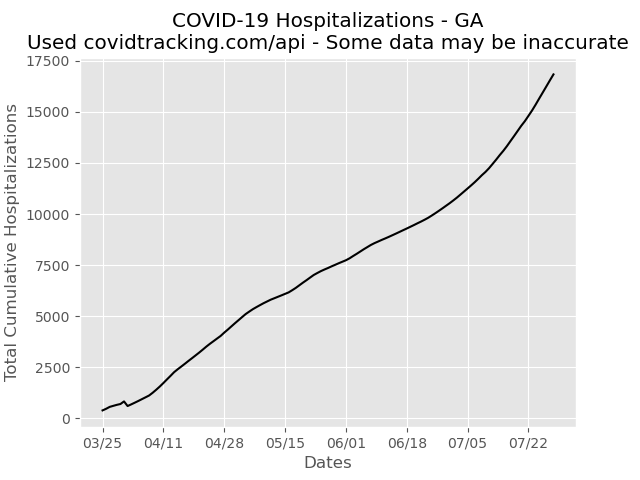 COVID-19 Hospitalizations - GA
Used covidtracking.com/api - Some data may be inaccurate
Total Cumulative Hospitalizations
17500
15000
12500
10000
7500
5000
2500
0
03/25 04/11 04/28 05/15 06/01 06/18 07/05 07/22
Dates